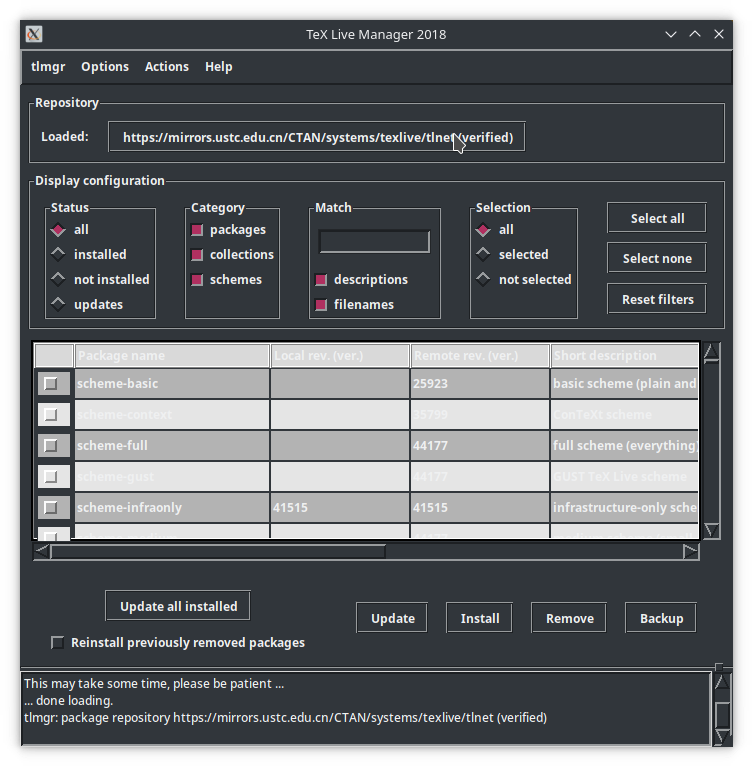 TeX Live Manager 2018
tlmgr Options Actions Help
Repository
Loaded: https://mirrors.ustc.edu.cn/CTAN/systems/texlive/tlnet (verified)
Display configuration
Status
all
installed
not installed
updates
Category
packages
collections
schemes
Match
descriptions
filenames
Selection
all
selected
not selected
Select all
Select none
Reset filters
Package name Local rev. (ver.) Remote rev. (ver.) Short description
scheme-basic 25923 basic scheme (plain and
scheme-context 35799 ConTeXt scheme
scheme-full 44177 full scheme (everything
scheme-gust 44177 GUST TeX Live scheme
scheme-infraonly 41515 41515 infrastructure-only sche
Update all installed
Reinstall previously removed packages
Update Install Remove Backup
This may take some time, please be patient ...
... done loading.
tlmgr: package repository https://mirrors.ustc.edu.cn/CTAN/systems/texlive/tlnet (verified)